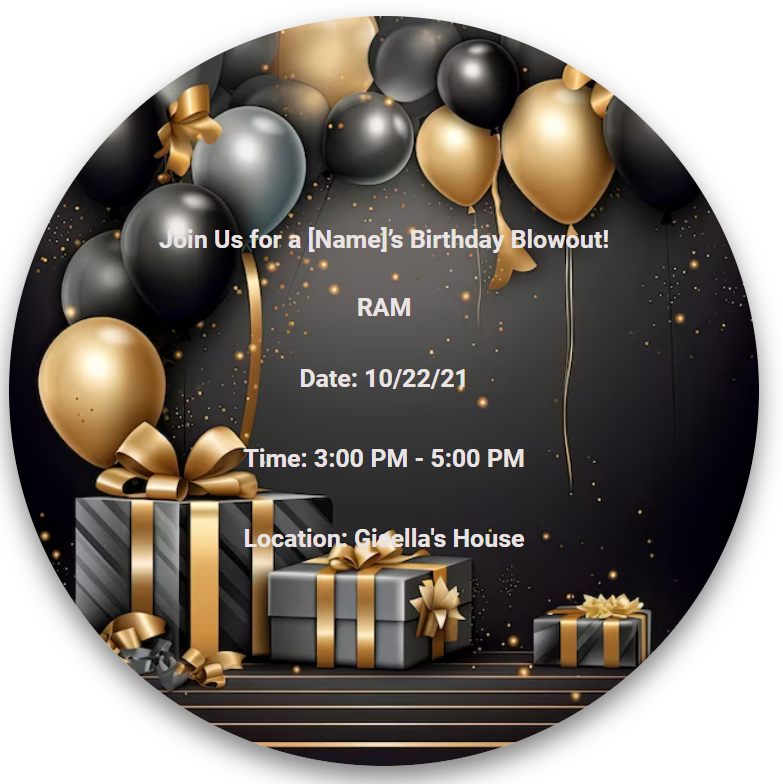 Join Us for a [Name]'s Birthday Blowout!
RAM
Date: 10/22/21
Time: 3:00 PM - 5:00 PM
Location: Gisella's House